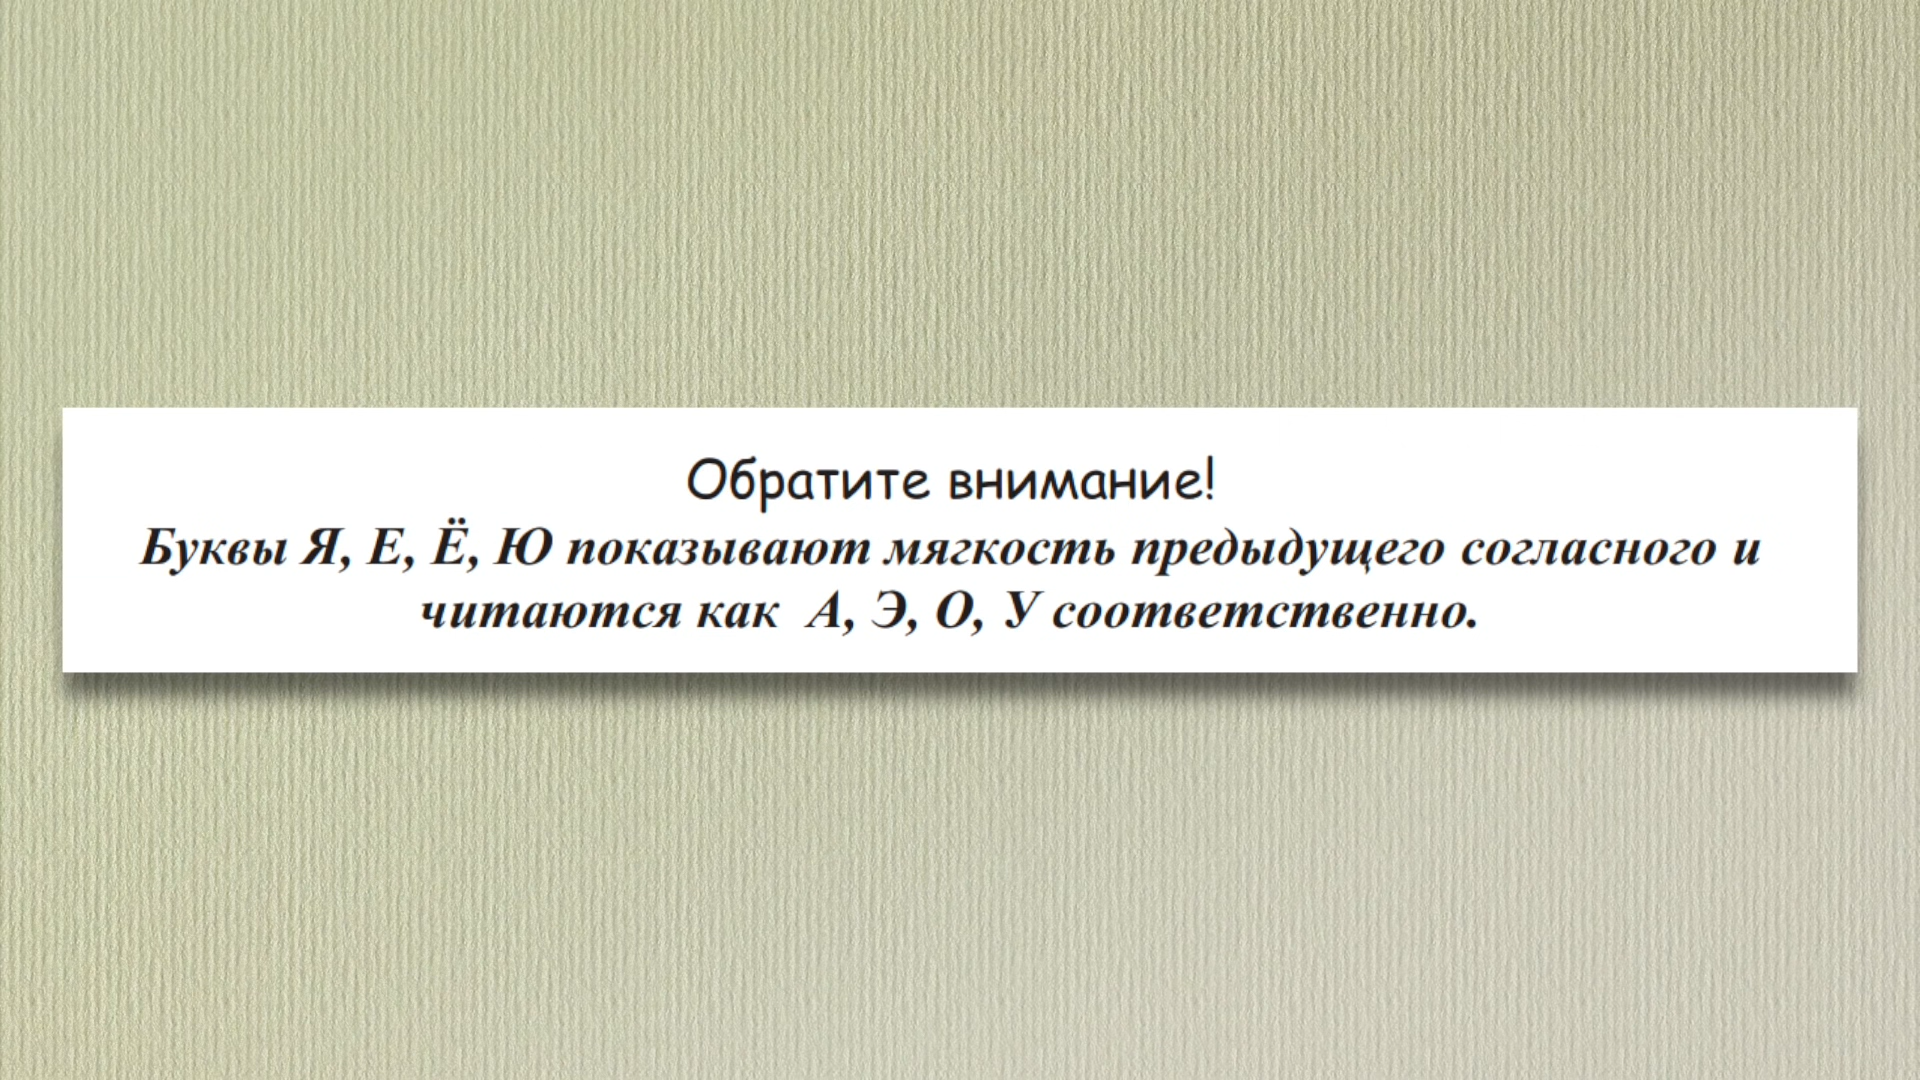 Обратите внимание!
Буквы Я, Е, Ё, Ю показывают мягкость предыдущего согласного и
читаются как А, Э, О, У соответственно.